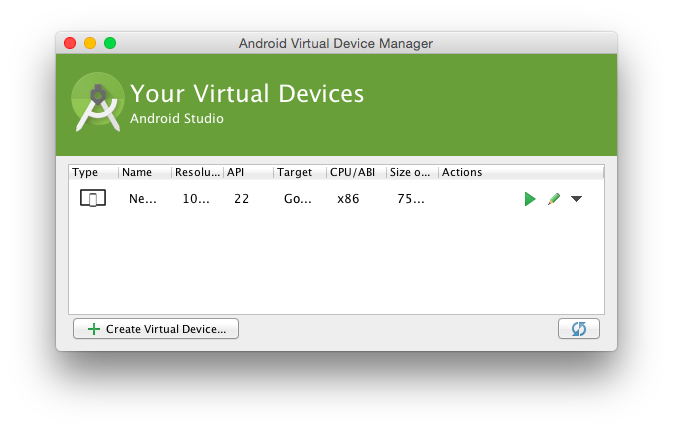 Android Virtual Device Manager
Your Virtual Devices
Android Studio
Type Name Resolu... API Target CPU/ABI Size o... Actions
Ne... 10... 22 Go... x86 75...
Create Virtual Device...